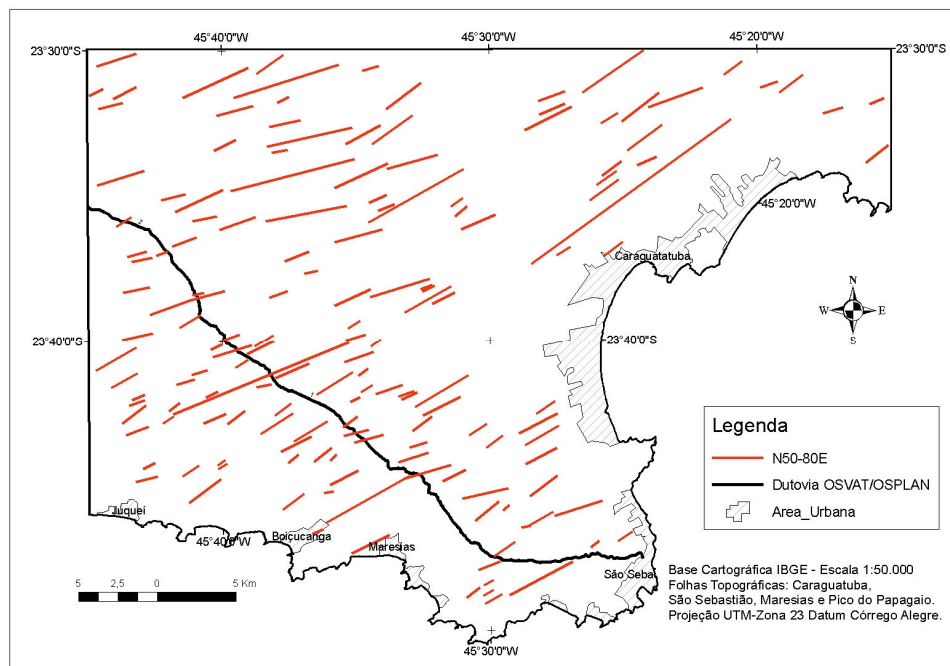 45°40'0"W
45°30'0"W
45°20'0"W
23°30'0"S
23°30'0"S
45°20'0"W
Caraguatatuba
N
W E
S
23°40'0"S
23°40'0"S
Legenda
N50-80E
Dutovia OSVAT/OSPLAN
Area_Urbana
Juqueí
Boiçucanga
45°40'0"W
Maresias
São Sebas
Base Cartográfica IBGE - Escala 1:50.000
Folhas Topográficas: Caraguatuba,
São Sebastião, Maresias e Pico do Papagaio.
Projeção UTM-Zona 23 Datum Córrego Alegre.
5 2,5 0 5 Km
45°30'0"W